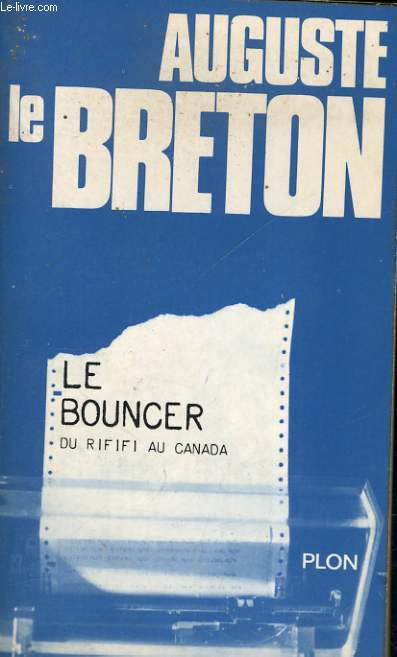 Le-livre.com
AUGUSTE
le BRETON
LE
BOUNCER
DU RIFIFI AU CANADA
PLON